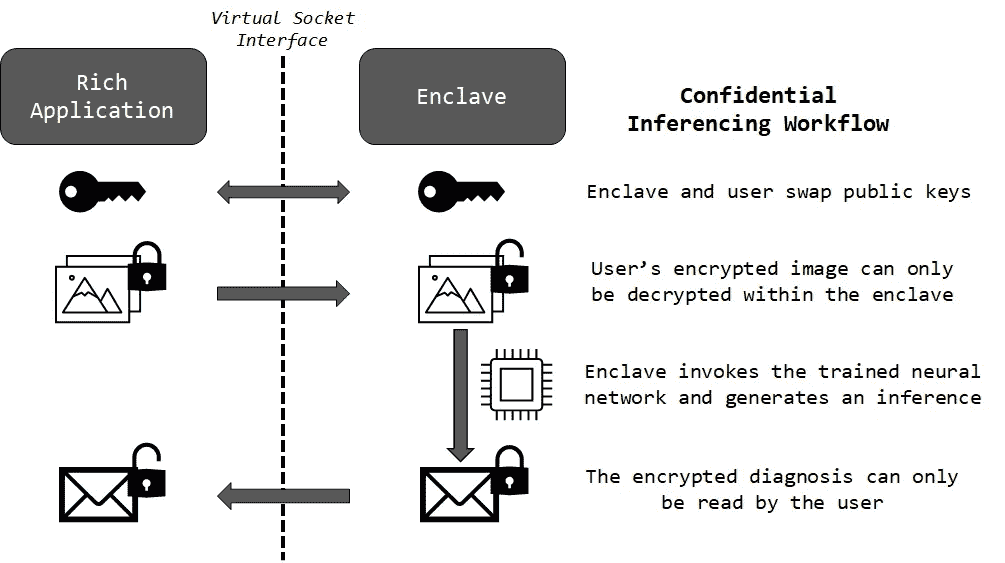 Virtual Socket
Interface
Rich
Application
Enclave
Confidential
Inferencing Workflow
Enclave and user swap public keys
User’s encrypted image can only
be decrypted within the enclave
Enclave invokes the trained neural
network and generates an inference
The encrypted diagnosis can only
be read by the user